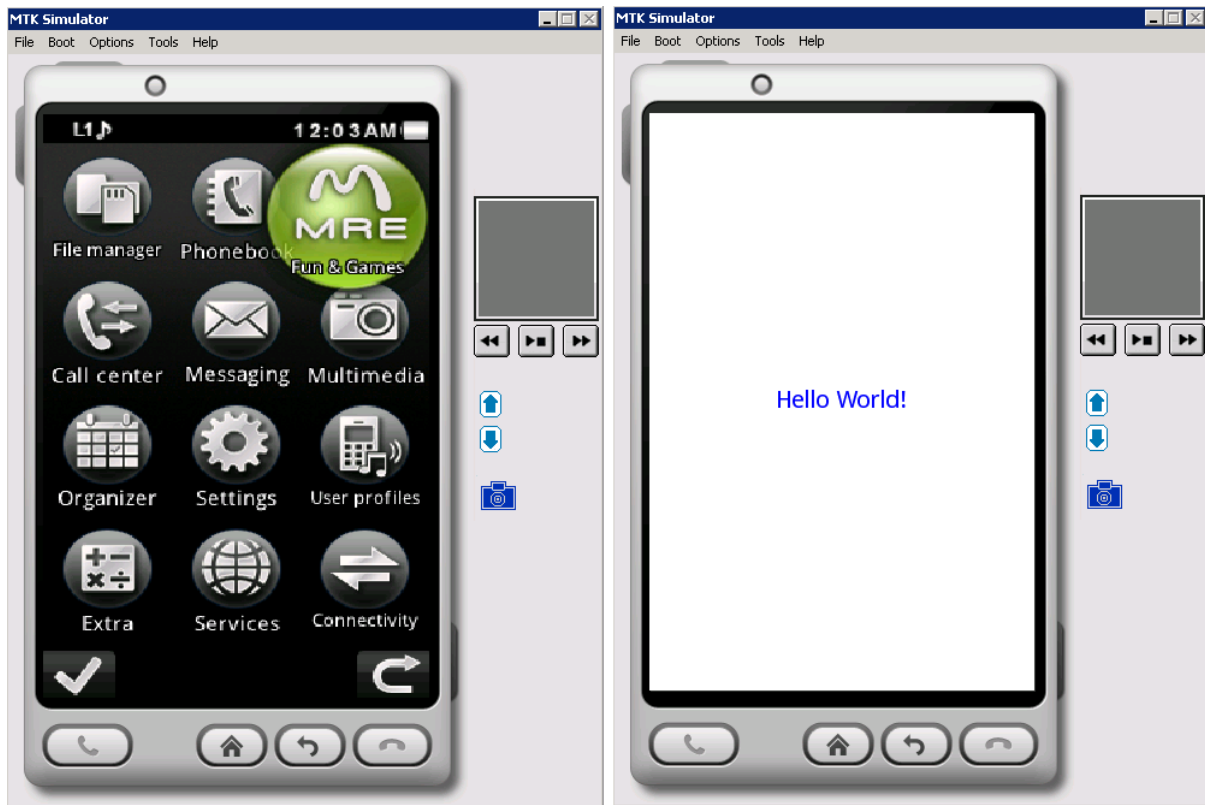 MTK Simulator
File Boot Options Tools Help
L1 12:03AM
MRE
Fun & Games
File manager Phonebook
Call center Messaging Multimedia
Organizer Settings User profiles
Extra Services Connectivity
MTK Simulator
File Boot Options Tools Help
Hello World!